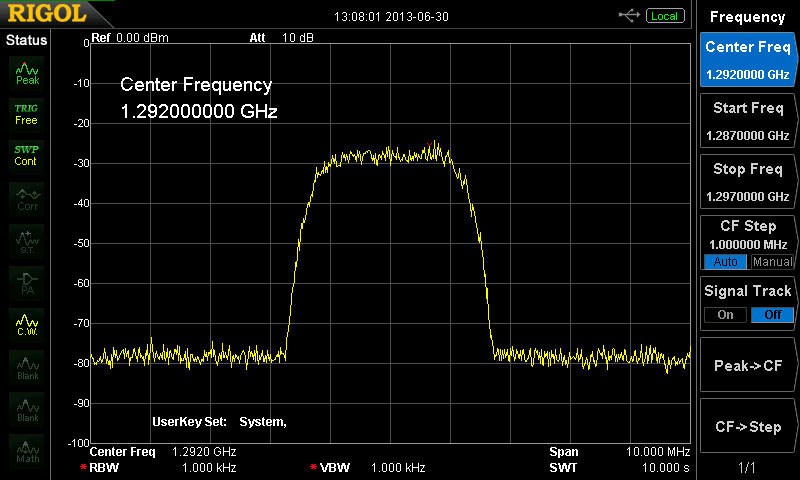 RIGOL
13:08:01 2013-06-30
Local
Status
Ref 0.00 dBm Att 10 dB
Center Frequency
1.292000000 GHz
0
-10
-20
-30
-40
-50
-60
-70
-80
-90
-100
Peak
TRIG
Free
SWP
Cont
Corr
S.T.
PA
C.W.
Blank
Blank
Math
UserKey Set: System,
Center Freq 1.2920 GHz Span 10.000 MHz
*RBW 1.000 kHz *VBW 1.000 kHz SWT 10.000 s
Frequency
Center Freq
1.2920000 GHz
Start Freq
1.2870000 GHz
Stop Freq
1.2970000 GHz
CF Step
1.000000 MHz
Auto Manual
Signal Track
On Off
Peak->CF
CF->Step
1/1